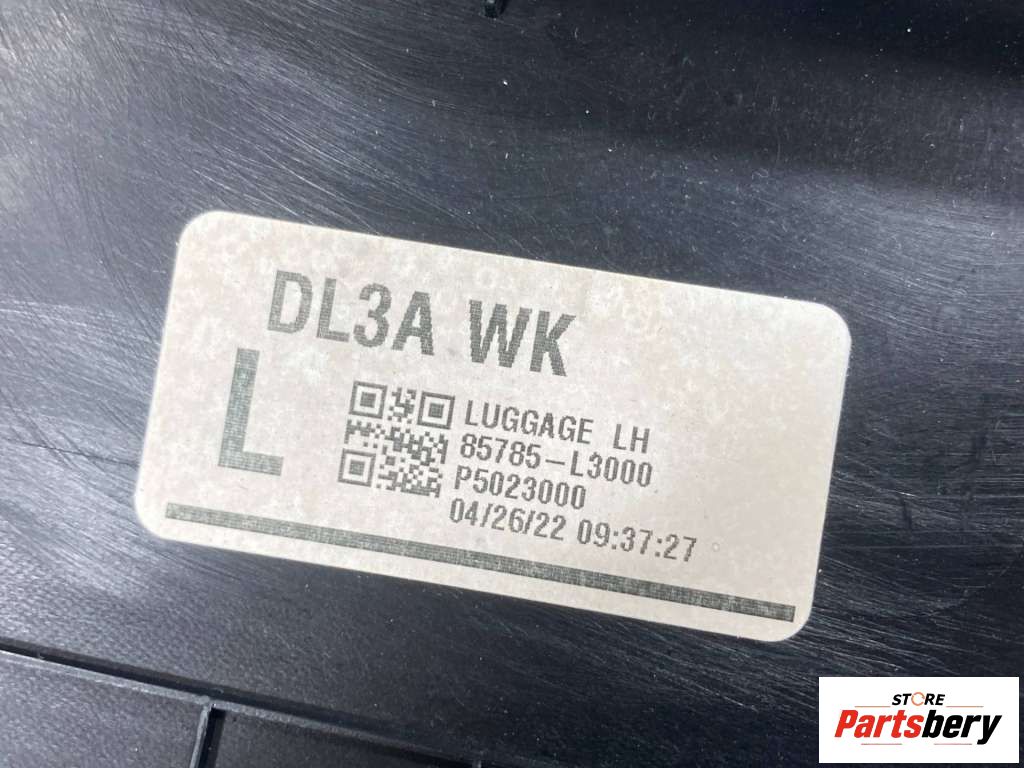 DL3A WK
L
LUGGAGE LH
85785-L3000
P5023000
04/26/22 09:37:27
STORE
Partsbery